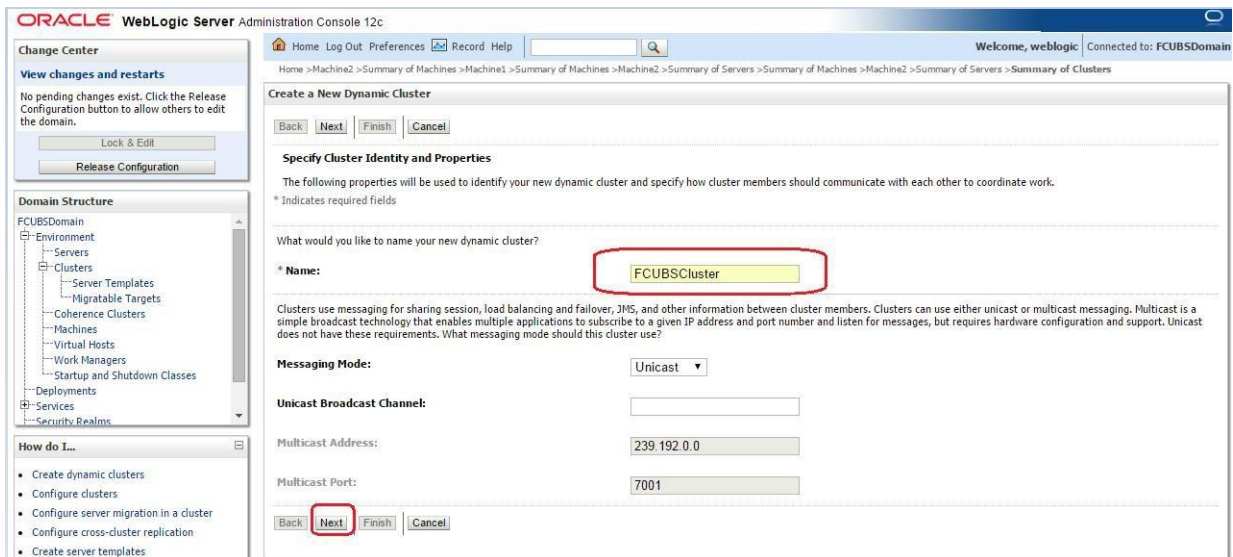 ORACLE WebLogic Server Administration Console 12c
Change Center
View changes and restarts
No pending changes exist. Click the Release
Configuration button to allow others to edit
the domain.
Lock & Edit
Release Configuration
Domain Structure
FCUBSDomain
Environment
Servers
Clusters
Server Templates
Migratable Targets
Coherence Clusters
Machines
Virtual Hosts
Work Managers
Startup and Shutdown Classes
Deployments
Services
Security Realms
How do I...
Create dynamic clusters
Configure clusters
Configure server migration in a cluster
Configure cross-cluster replication
Create server templates
Home Log Out Preferences Record Help
Welcome, weblogic Connected to: FCUBSDomain
Home >Machine2 >Summary of Machines >Machine1 >Summary of Machines >Machine2 >Summary of Servers >Summary of Machines >Machine2 >Summary of Servers >Summary of Clusters
Create a New Dynamic Cluster
Back Next Finish Cancel
Specify Cluster Identity and Properties
The following properties will be used to identify your new dynamic cluster and specify how cluster members should communicate with each other to coordinate work.
* Indicates required fields
What would you like to name your new dynamic cluster?
* Name: FCUBSCluster
Clusters use messaging for sharing session, load balancing and failover, JMS, and other information between cluster members. Clusters can use either unicast or multicast messaging. Multicast is a
simple broadcast technology that enables multiple applications to subscribe to a given IP address and port number and listen for messages, but requires hardware configuration and support. Unicast
does not have these requirements. What messaging mode should this cluster use?
Messaging Mode: Unicast
Unicast Broadcast Channel:
Multicast Address: 239.192.0.0
Multicast Port: 7001
Back Next Finish Cancel